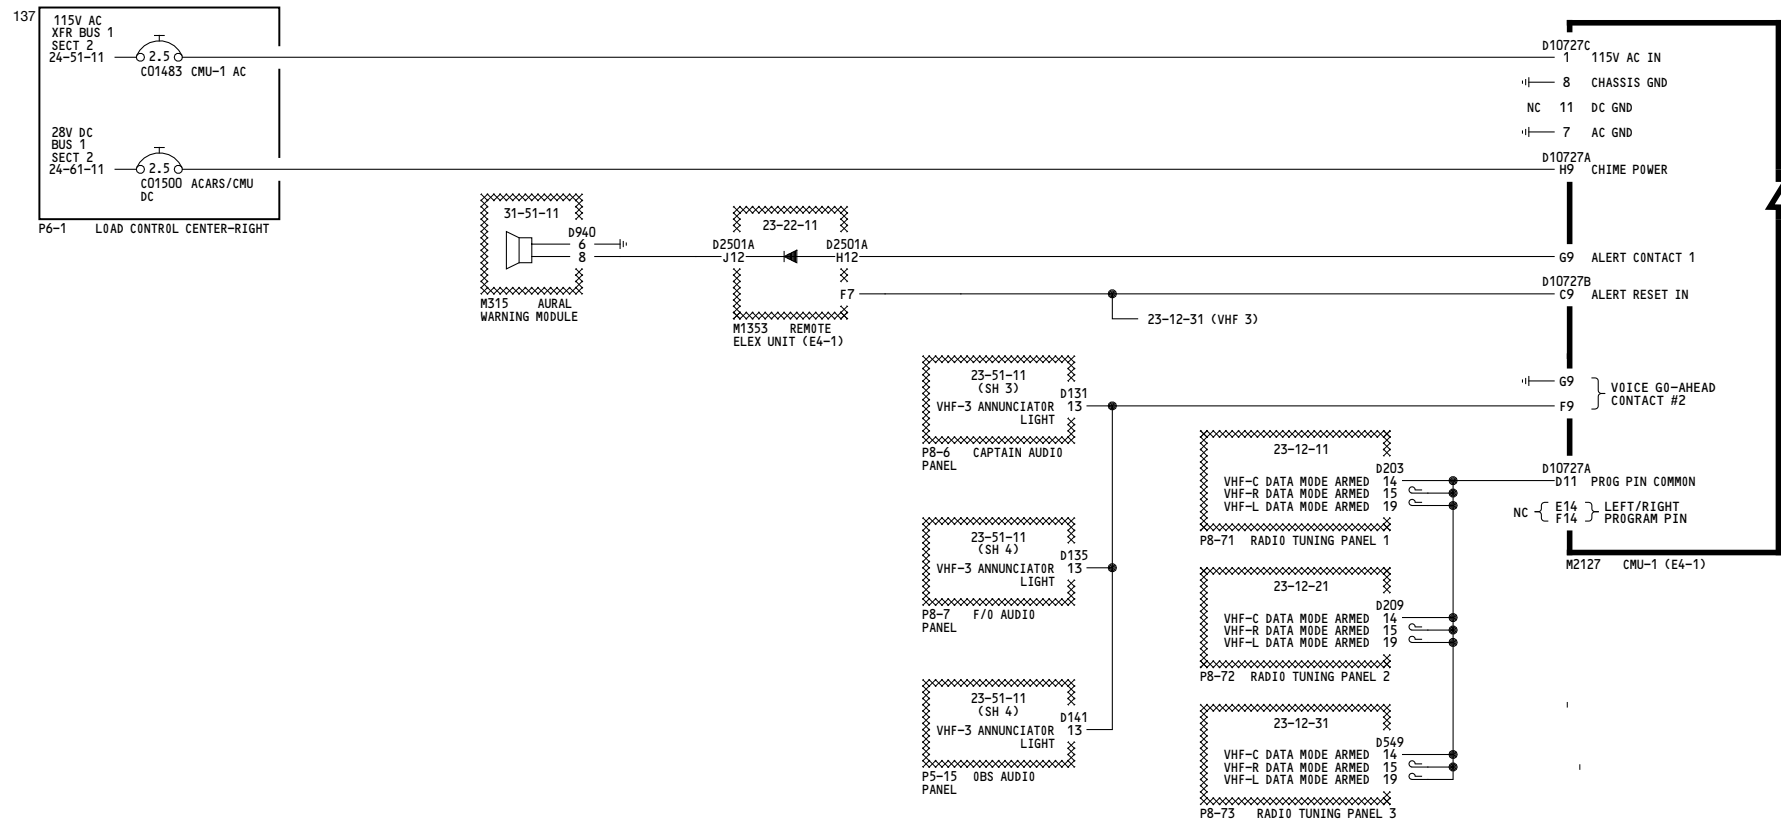 137
115V AC
XFR BUS 1
SECT 2
24-51-11
2.5
C01483 CMU-1 AC
28V DC
BUS 1
SECT 2
24-61-11
2.5
C01500 ACARS/CMU
DC
P6-1 LOAD CONTROL CENTER-RIGHT
31-51-11
D940
6
8
M315 AURAL
WARNING MODULE
23-22-11
D2501A
J12
D2501A
H12
F7
M1353 REMOTE
ELEX UNIT (E4-1)
23-12-31 (VHF 3)
23-51-11
(SH 3)
D131
VHF-3 ANNUNCIATOR 13
LIGHT
P8-6 CAPTAIN AUDIO
PANEL
23-51-11
(SH 4)
D135
VHF-3 ANNUNCIATOR 13
LIGHT
P8-7 F/O AUDIO
PANEL
23-51-11
(SH 4)
D141
VHF-3 ANNUNCIATOR 13
LIGHT
P5-15 OBS AUDIO
PANEL
23-12-11
D203
VHF-C DATA MODE ARMED 14
VHF-R DATA MODE ARMED 15
VHF-L DATA MODE ARMED 19
P8-71 RADIO TUNING PANEL 1
23-12-21
D209
VHF-C DATA MODE ARMED 14
VHF-R DATA MODE ARMED 15
VHF-L DATA MODE ARMED 19
P8-72 RADIO TUNING PANEL 2
23-12-31
D549
VHF-C DATA MODE ARMED 14
VHF-R DATA MODE ARMED 15
VHF-L DATA MODE ARMED 19
P8-73 RADIO TUNING PANEL 3
D10727C
1 115V AC IN
8 CHASSIS GND
NC 11 DC GND
7 AC GND
D10727A
H9 CHIME POWER
G9 ALERT CONTACT 1
D10727B
C9 ALERT RESET IN
G9
F9
VOICE GO-AHEAD
CONTACT #2
D10727A
D11 PROG PIN COMMON
NC
E14
F14
LEFT/RIGHT
PROGRAM PIN
M2127 CMU-1 (E4-1)